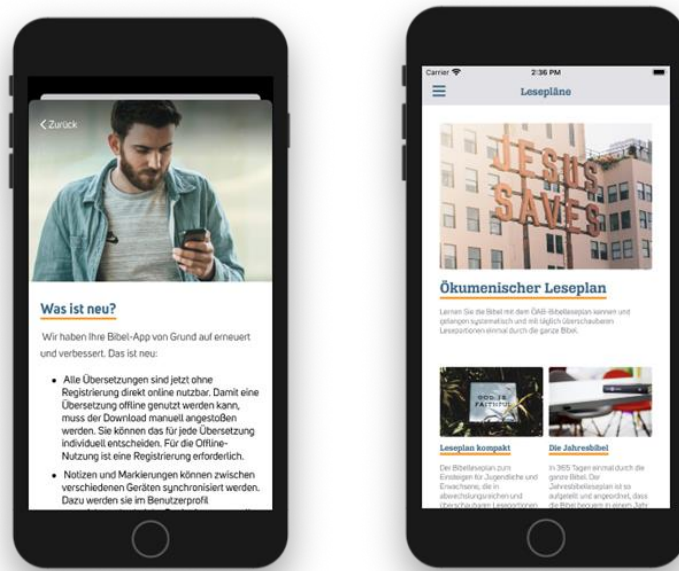 Zurück
Was ist neu?
Wir haben Ihre Bibel-App von Grund auf erneuert
und verbessert. Das ist neu:
• Alle Übersetzungen sind jetzt ohne
Registrierung direkt online nutzbar. Damit eine
Übersetzung offline genutzt werden kann,
muss der Download manuell angestoßen
werden. Sie können das für jede Übersetzung
individuell entscheiden. Für die Offline-
Nutzung ist eine Registrierung erforderlich.
• Notizen und Markierungen können zwischen
verschiedenen Geräten synchronisiert werden.
Dazu werden sie im Benutzerprofil
Carrier
2:36 PM
Lesepläne
JESUS
SAVES
Ökumenischer Leseplan
Lernen Sie die Bibel mit dem ÖAB-Bibelleseplan kennen und
gelangen systematisch und mit täglich überschaubaren
Leseportionen einmal durch die ganze Bibel.
GOD IS
FAITHFUL
Leseplan kompakt
Der Bibelleseplan zum
Einsteigen für Jugendliche und
Erwachsene, die in
abwechslungsreichen und
überschaubaren Leseportionen
Die Jahresbibel
In 365 Tagen einmal durch die
ganze Bibel. Der
Jahresbibelleseplan ist so
aufgeteilt und angeordnet, dass
die Bibel bequem in einem Jahr